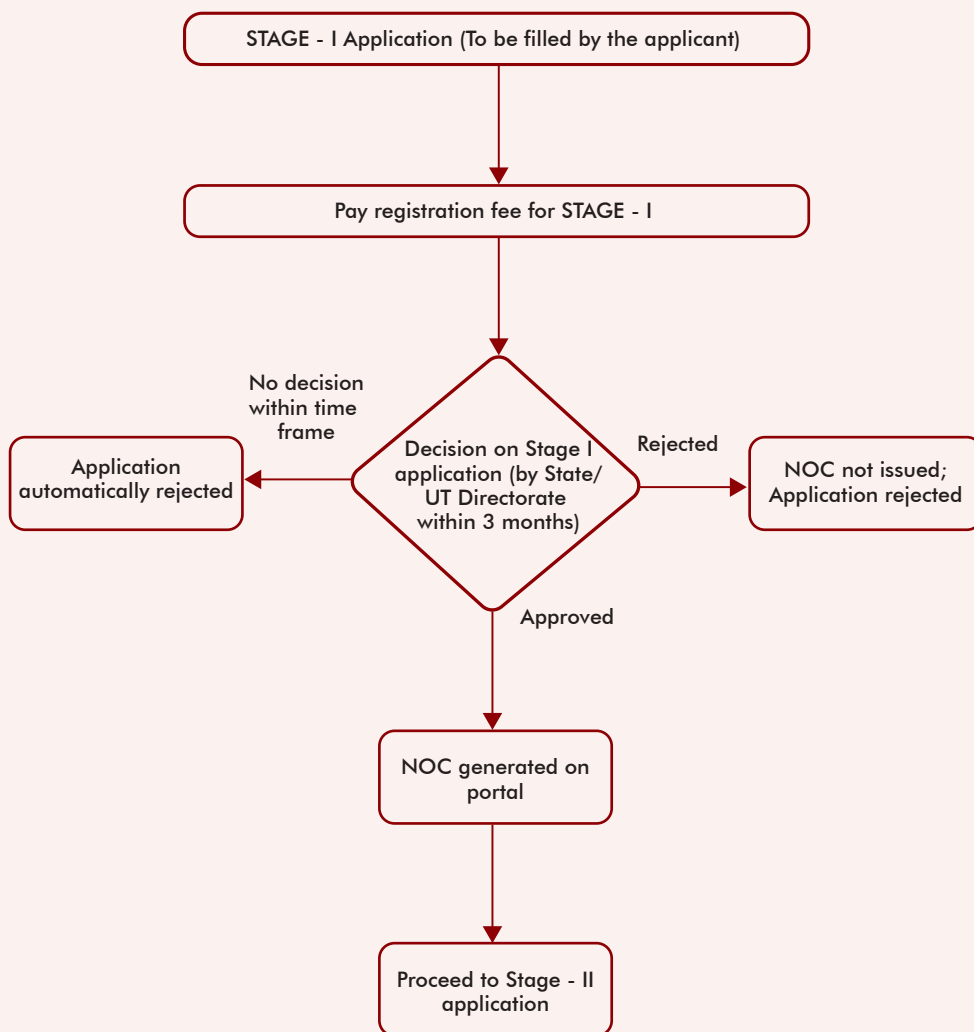 STAGE - I Application (To be filled by the applicant)
Pay registration fee for STAGE - I
No decision
within time
frame
Application
automatically rejected
Decision on Stage I
application (by State/
UT Directorate
within 3 months)
Rejected
NOC not issued;
Application rejected
Approved
NOC generated on
portal
Proceed to Stage - II
application